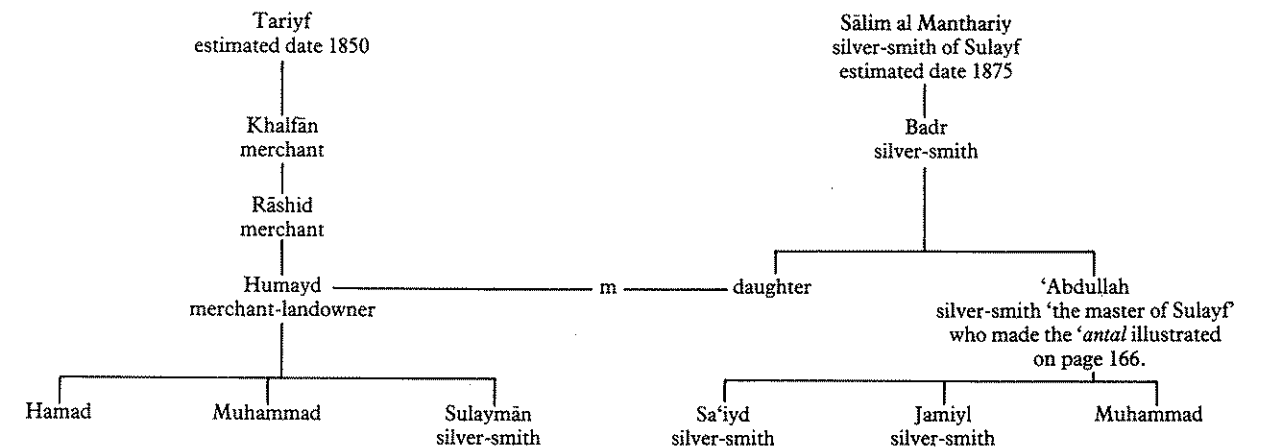 Tariyf
estimated date 1850
Sālim al Manthariy
silver-smith of Sulayf
estimated date 1875
Khalfān
merchant
Badr
silver-smith
Rāshid
merchant
Humayd
merchant-landowner
m
daughter
‘Abdullah
silver-smith ‘the master of Sulayf’
who made the ‘antal illustrated
on page 166.
Hamad
Muhammad
Sulaymān
silver-smith
Sa‘iyd
silver-smith
Jamiyl
silver-smith
Muhammad